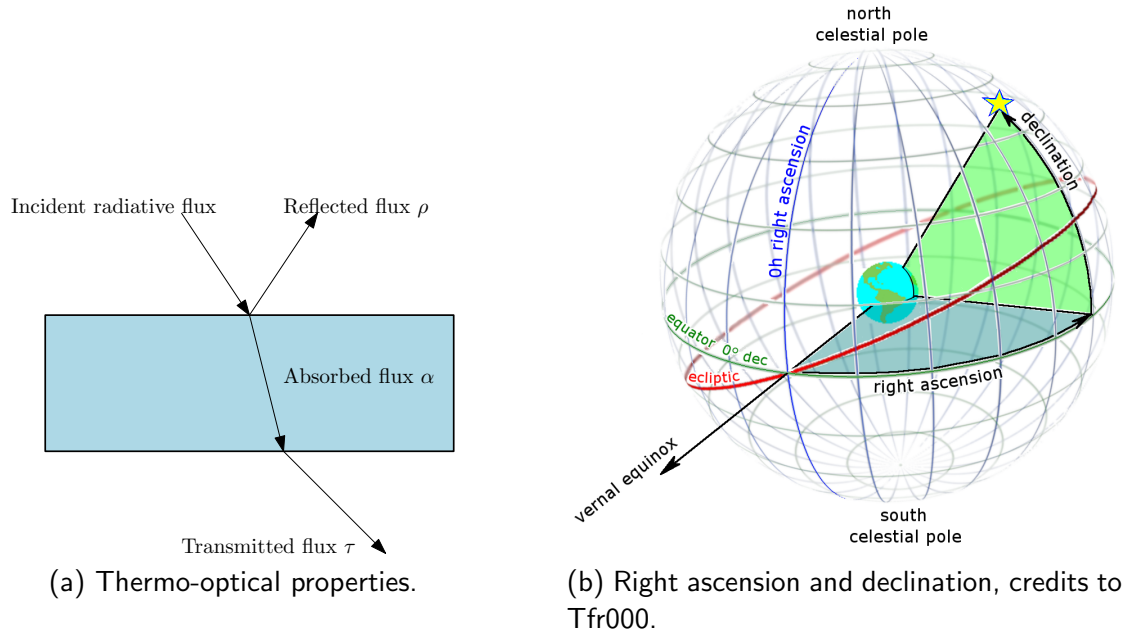 Incident radiative flux
Reflected flux ρ
Absorbed flux α
Transmitted flux τ
(a) Thermo-optical properties.
north
celestial pole
0h right ascension
declination
equator 0° dec
ecliptic
right ascension
vernal equinox
south
celestial pole
(b) Right ascension and declination, credits to
Tfr000.